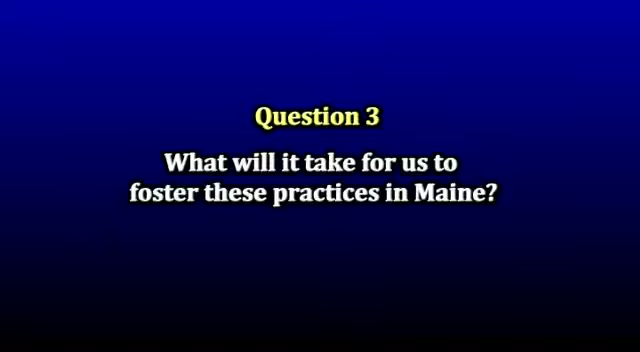 Question 3
What will it take for us to
foster these practices in Maine?